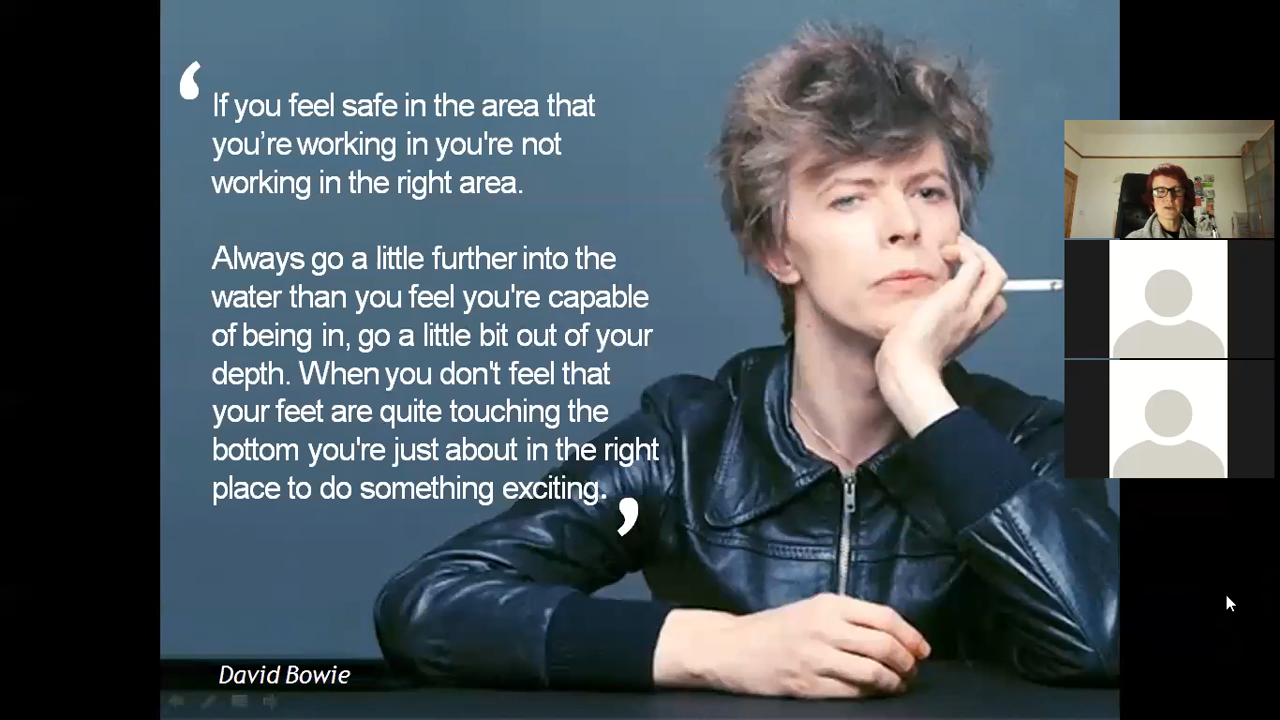 ‘
If you feel safe in the area that
you’re working in you're not
working in the right area.
Always go a little further into the
water than you feel you're capable
of being in, go a little bit out of your
depth. When you don't feel that
your feet are quite touching the
bottom you're just about in the right
place to do something exciting.
’
David Bowie